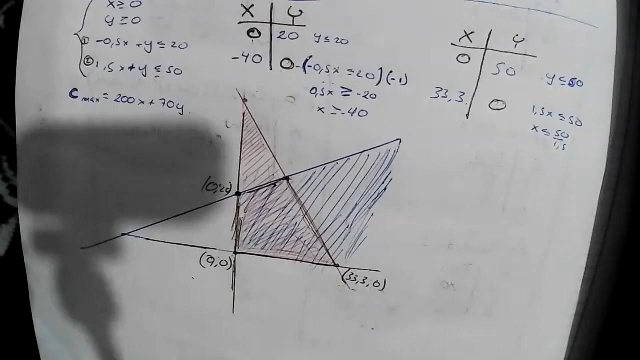 x ≥ 0
y ≥ 0
① -0,5x + y ≤ 20
② 1,5x + y ≤ 50
C max = 200x + 70y
X Y
0 20 y ≤ 20
-40 0 -(-0,5x = 20)(-1)
0,5x ≥ -20
x ≥ -40
X Y
0 50 y ≤ 50
33,3 0 1,5x ≤ 50
x ≤ 50
1,5
(0,20)
(0,0)
(33,3,0)